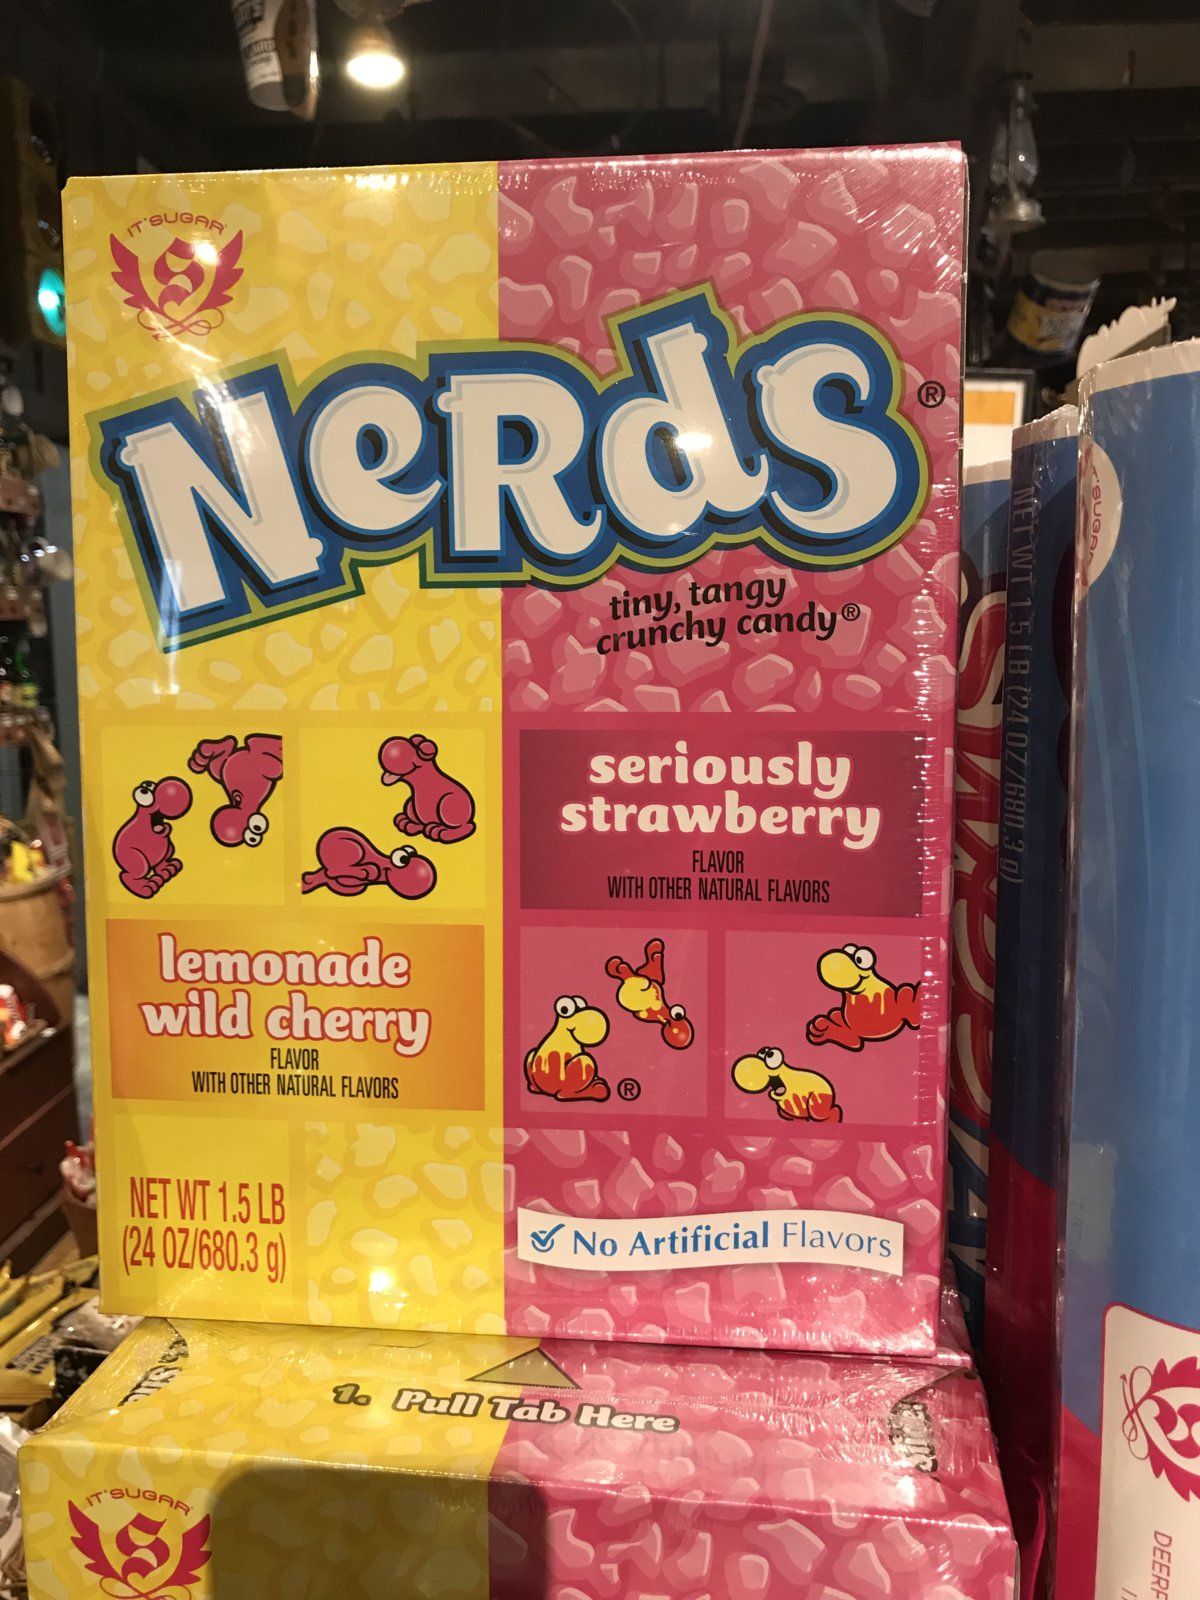 IT'SUGAR
S
NeRdS®
tiny, tangy
crunchy candy®
seriously
strawberry
FLAVOR
WITH OTHER NATURAL FLAVORS
lemonade
wild cherry
FLAVOR
WITH OTHER NATURAL FLAVORS
®
NET WT 1.5 LB
(24 OZ/680.3 g)
No Artificial Flavors
1. Pull Tab Here
IT'SUGAR
S
IT'SUGAR
NET WT 1.5 LB (24 OZ/680.3 g)